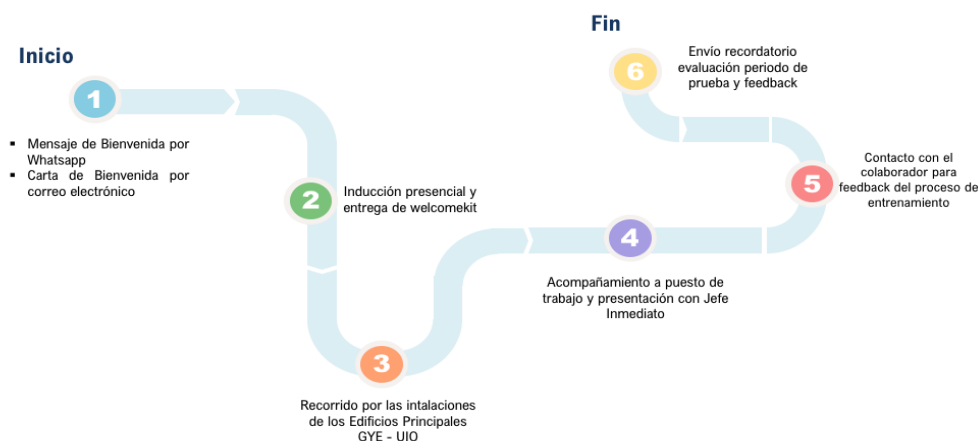 Inicio
1
▪ Mensaje de Bienvenida por
Whatsapp
▪ Carta de Bienvenida por
correo electrónico
2
Inducción presencial y
entrega de welcomekit
3
Recorrido por las intalaciones
de los Edificios Principales
GYE - UIO
4
Acompañamiento a puesto de
trabajo y presentación con Jefe
Inmediato
5
Contacto con el
colaborador para
feedback del proceso de
entrenamiento
Fin
6
Envío recordatorio
evaluación periodo de
prueba y feedback